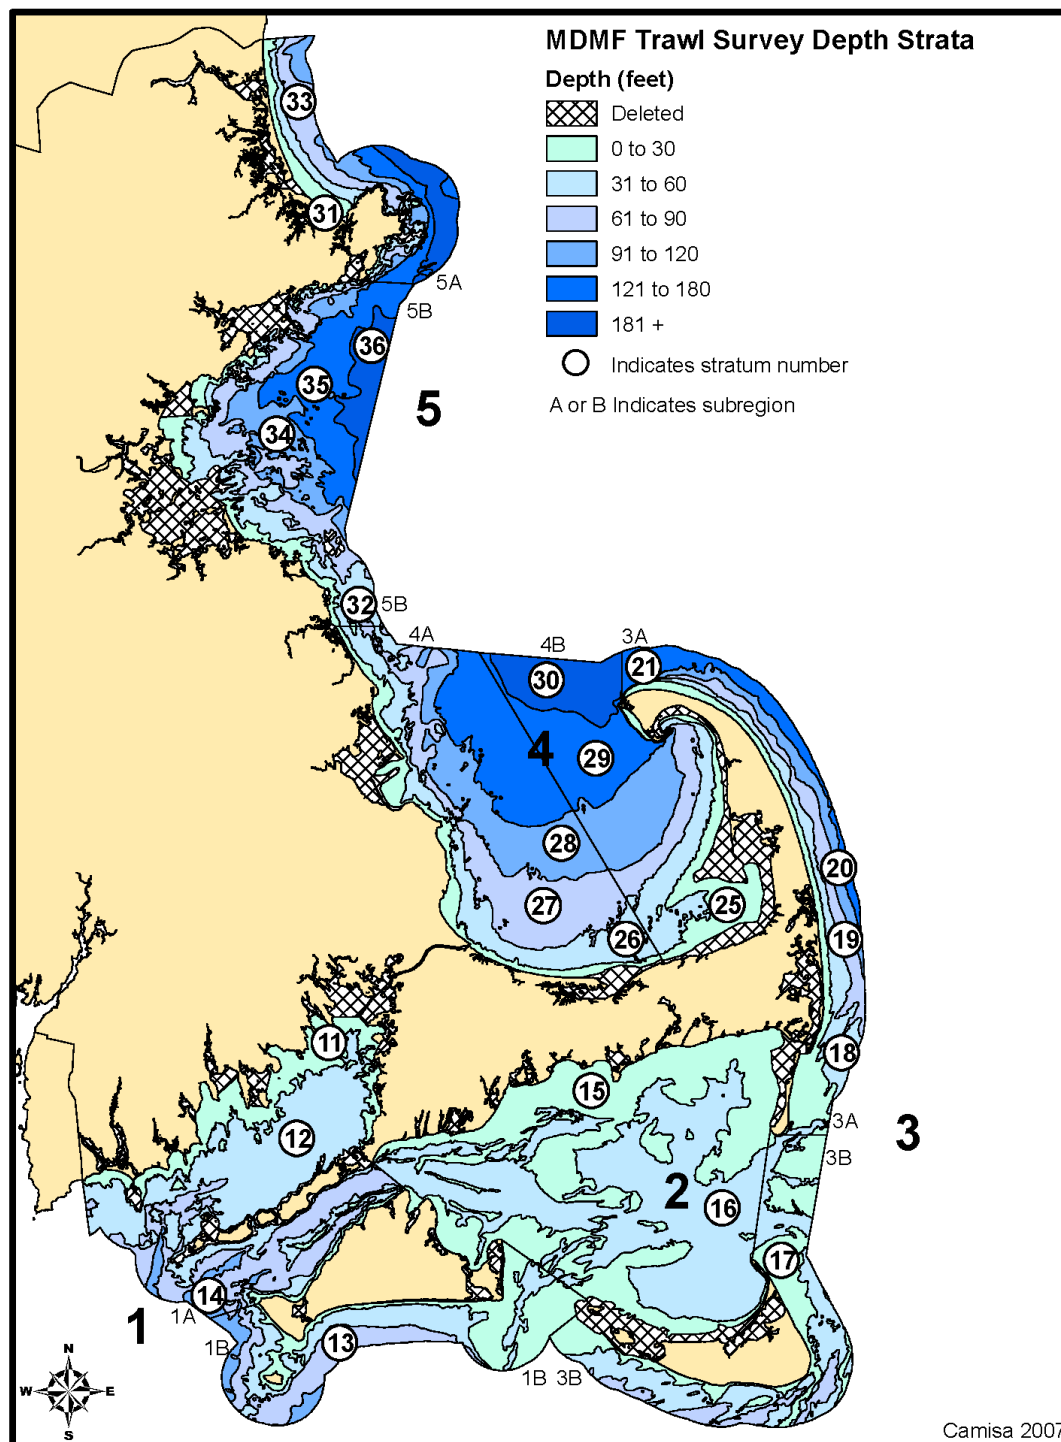 MDMF Trawl Survey Depth Strata
Depth (feet)
Deleted
0 to 30
31 to 60
61 to 90
91 to 120
121 to 180
181 +
Indicates stratum number
A or B Indicates subregion
33
31
5A
5B
36
35
5
34
32
5B
4A
4B
3A
21
30
4
29
28
20
27
25
26
19
11
18
15
12
3A
3
3B
2
16
17
14
1
1A
13
1B
1B
3B
N
W
E
S
Camisa 2007